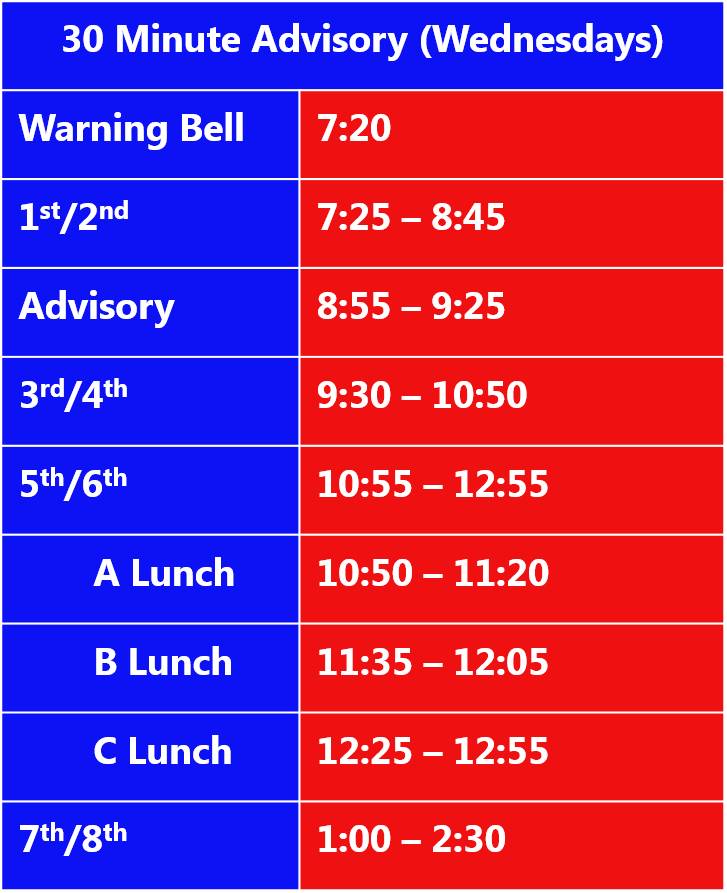 30 Minute Advisory (Wednesdays)
Warning Bell 7:20
1st/2nd 7:25 – 8:45
Advisory 8:55 – 9:25
3rd/4th 9:30 – 10:50
5th/6th 10:55 – 12:55
A Lunch 10:50 – 11:20
B Lunch 11:35 – 12:05
C Lunch 12:25 – 12:55
7th/8th 1:00 – 2:30